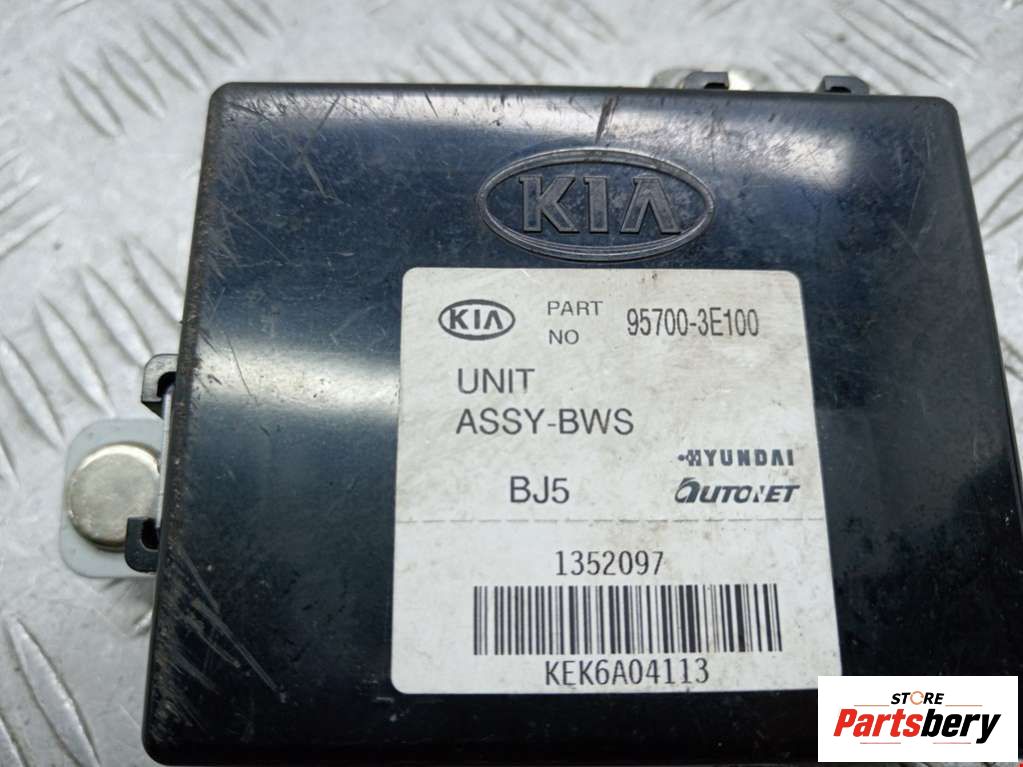 KIA
KIA PART NO 95700-3E100
UNIT
ASSY-BWS
BJ5
HYUNDAI
AUTONET
1352097
KEK6A04113
STORE
Partsbery